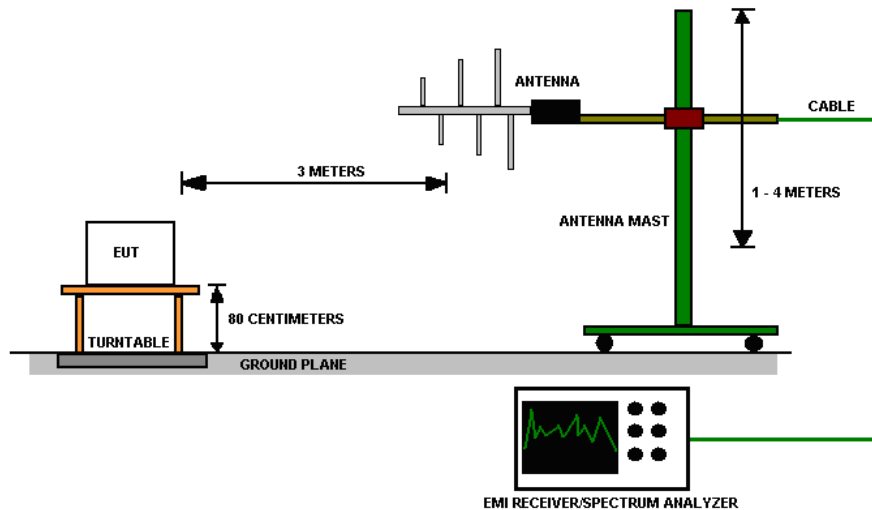 ANTENNA
CABLE
3 METERS
1 - 4 METERS
ANTENNA MAST
EUT
80 CENTIMETERS
TURNTABLE
GROUND PLANE
EMI RECEIVER/SPECTRUM ANALYZER